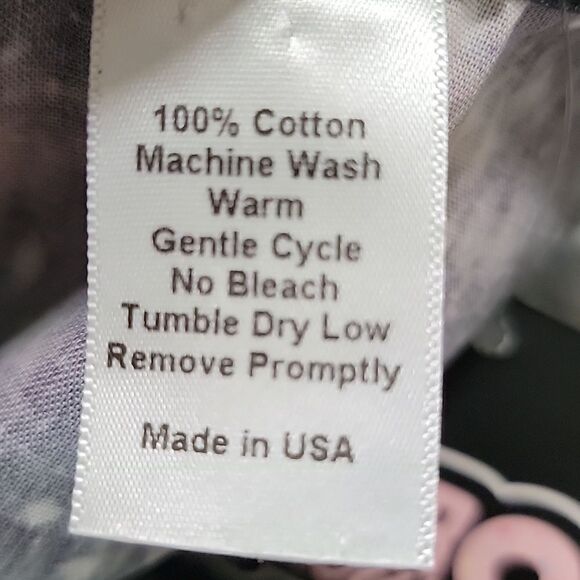 100% Cotton
Machine Wash
Warm
Gentle Cycle
No Bleach
Tumble Dry Low
Remove Promptly
Made in USA